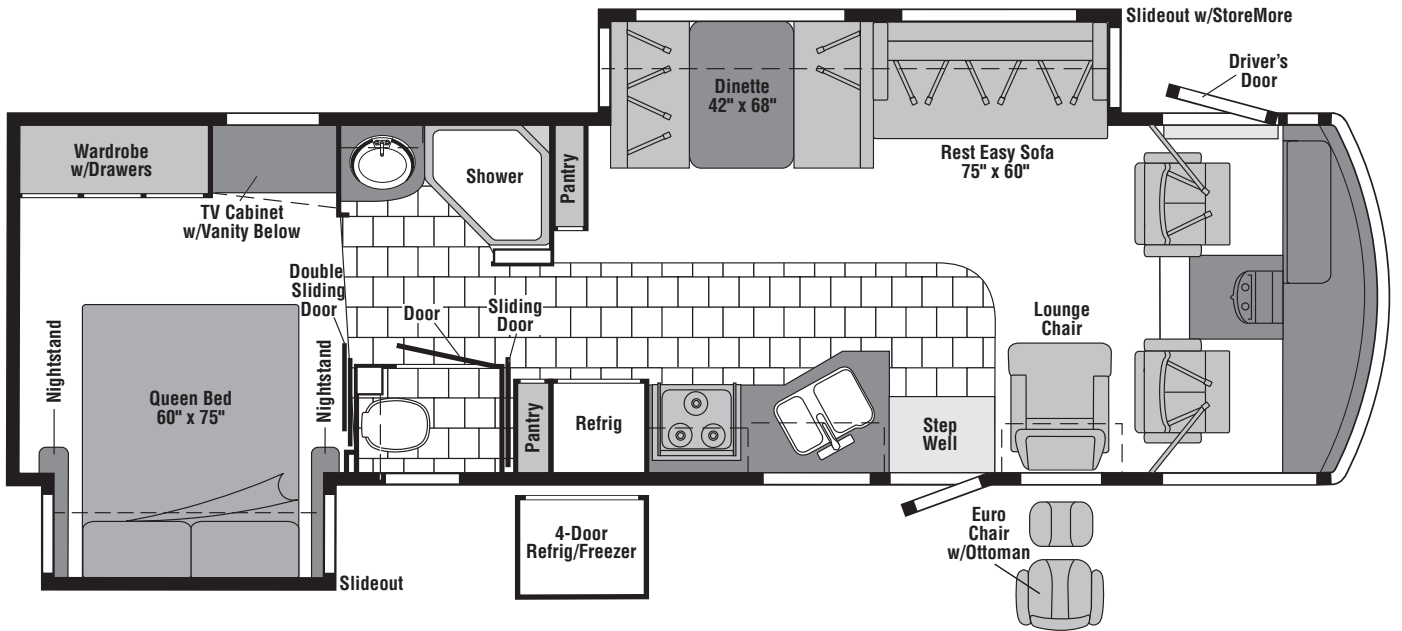 Slideout w/StoreMore
Driver's
Door
Dinette
42" x 68"
Wardrobe
w/Drawers
Shower
Pantry
Rest Easy Sofa
75" x 60"
TV Cabinet
w/Vanity Below
Double
Sliding
Door
Door
Sliding
Door
Lounge
Chair
Nightstand
Queen Bed
60" x 75"
Nightstand
Pantry
Refrig
Step
Well
4-Door
Refrig/Freezer
Euro
Chair
w/Ottoman
Slideout